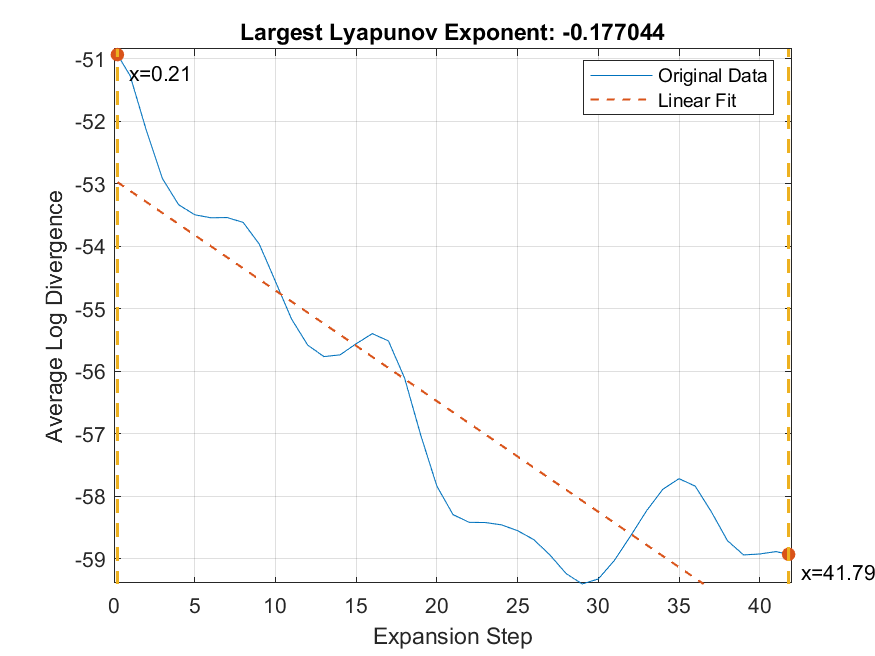 Largest Lyapunov Exponent: -0.177044
-51
x=0.21
Original Data
Linear Fit
-52
-53
-54
-55
-56
-57
-58
-59
x=41.79
0 5 10 15 20 25 30 35 40
Expansion Step
Average Log Divergence